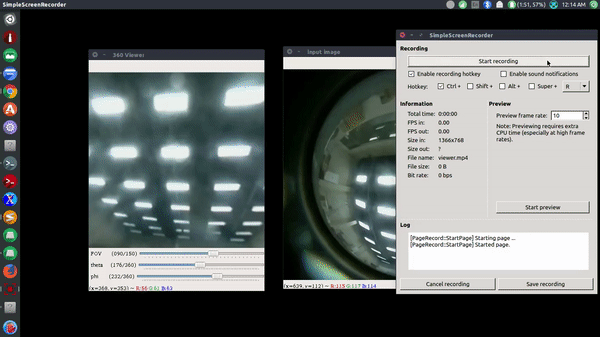 SimpleScreenRecorder
(1:51, 57%)
12:14 AM
360 Viewer
FOV (090/150)
theta (176/360)
phi (232/360)
(x=368, y=353) ~ R:56 G:61 B:63
Input Image
(x=639, y=112) ~ R:115 G:117 B:114
SimpleScreenRecorder
Recording
Start recording
Enable recording hotkey
Enable sound notifications
Hotkey: Ctrl + Shift + Alt + Super + R
Information
Total time: 0:00:00
FPS in: 0.00
FPS out: 0.00
Size in: 1366x768
Size out: ?
File name: viewer.mp4
File size: 0 B
Bit rate: 0 bps
Preview
Preview frame rate: 10
Note: Previewing requires extra
CPU time (especially at high frame
rates).
Start preview
Log
[PageRecord::StartPage] Starting page ...
[PageRecord::StartPage] Started page.
Cancel recording
Save recording